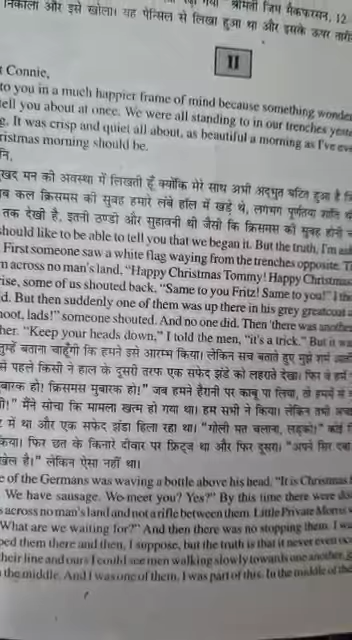 निकाला और इसे खोला। यह पेन्सिल से लिखा हुआ था और इसके ऊपर
श्रीमती जिम मैकफरसन, 12
II
Connie,
to you in a much happier frame of mind because something
tell you about at once. We were all standing to in our trenches
It was crisp and quiet all about, as beautiful a morning as I've
morning should be.
मन की अवस्था में लिखती हूँ क्योंकि मेरे साथ अभी अद्भुत घटित हुआ है
कल क्रिसमस की सुबह हमारे लंबे हॉल में खड़े थे, लगभग पूर्णतया शान्ति
तक देखी है, इतनी ठण्डी और सुहावनी थी जैसी कि क्रिसमस की सुबह होनी
should like to be able to tell you that we began it. But the truth, I'm
First someone saw a white flag waving from the trenches opposite.
across no man's land, "Happy Christmas Tommy! Happy Christmas
some of us shouted back. "Same to you Fritz! Same to you!"
But then suddenly one of them was up there in his grey greatcoat
lads!" someone shouted. And no one did. Then 'there was
"Keep your heads down," I told the men, "it's a trick." But it
बताना चाहूँगी कि हमने इसे आरम्भ किया। लेकिन सच बताते हुए मुझे शर्म
से पहले किसी ने हाल के दूसरी तरफ एक सफेद झंडे को लहराते देखा। फिर वे
हो! क्रिसमस मुबारक हो!" जब हमने हैरानी पर काबू पा लिया, तो हममें से
मैंने सोचा कि मामला खत्म हो गया था। हम सभी ने किया। लेकिन तभी
में था और एक सफेद झंडा हिला रहा था। "गोली मत चलाना, लड़को!"
किया। फिर छत के किनारे दीवार पर फ्रिट्ज था और फिर दूसरा। "अपने सिर
खेल है।" लेकिन ऐसा नहीं था।
of the Germans was waving a bottle above his head. "It is Christmas
We have sausage. We meet you? Yes?" By this time there were
across no man's land and not a rifle between them. Little Private Morris
What are we waiting for?" And then there was no stopping them. I
them there and then, I suppose, but the truth is that it never even
their line and ours I could see men walking slowly towards one another,
the middle. And I was one of them. I was part of this. In the middle of the